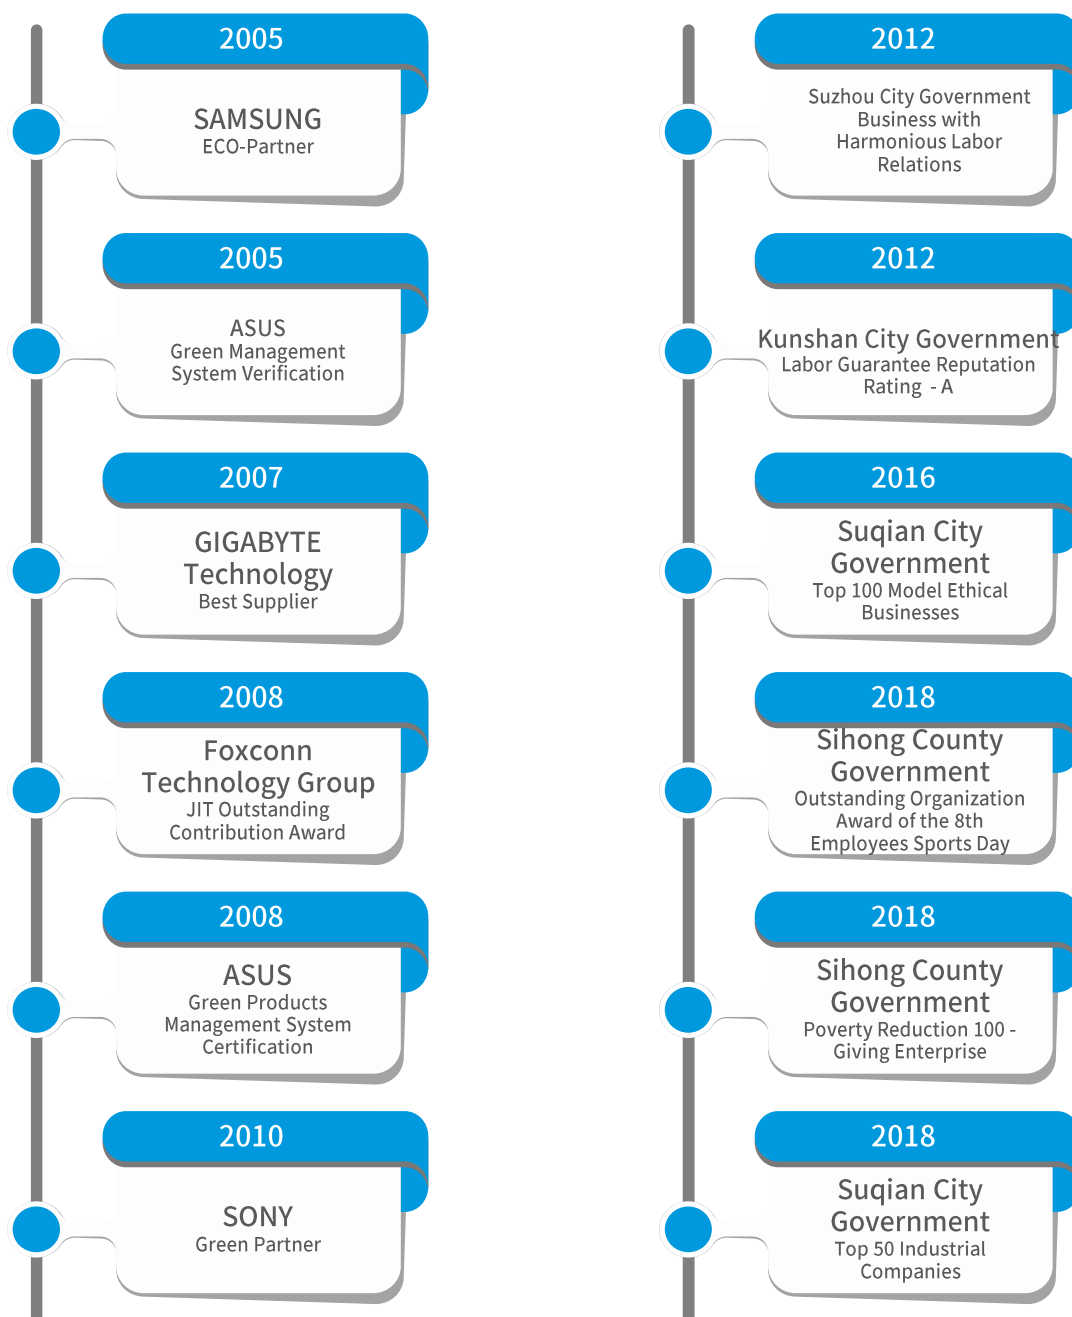 2005
SAMSUNG
ECO-Partner
2005
ASUS
Green Management
System Verification
2007
GIGABYTE
Technology
Best Supplier
2008
Foxconn
Technology Group
JIT Outstanding
Contribution Award
2008
ASUS
Green Products
Management System
Certification
2010
SONY
Green Partner
2012
Suzhou City Government
Business with
Harmonious Labor
Relations
2012
Kunshan City Government
Labor Guarantee Reputation
Rating - A
2016
Suqian City
Government
Top 100 Model Ethical
Businesses
2018
Sihong County
Government
Outstanding Organization
Award of the 8th
Employees Sports Day
2018
Sihong County
Government
Poverty Reduction 100 -
Giving Enterprise
2018
Suqian City
Government
Top 50 Industrial
Companies